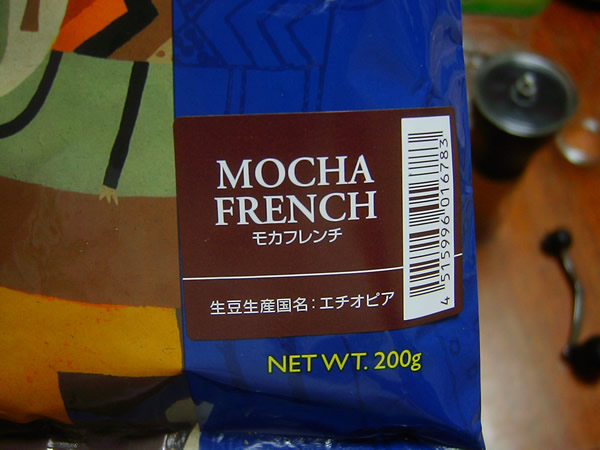 MOCHA
FRENCH
モカフレンチ
生豆生産国名：エチオピア
4 515996 016783
NET WT. 200g